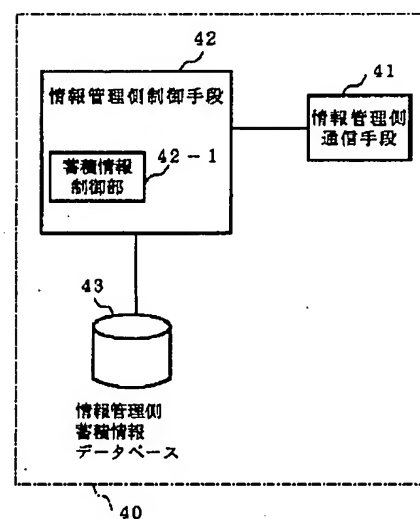 42
情報管理側制御手段
41
情報管理側
通信手段
蓄積情報
制御部
42-1
43
情報管理側
蓄積情報
データベース
40